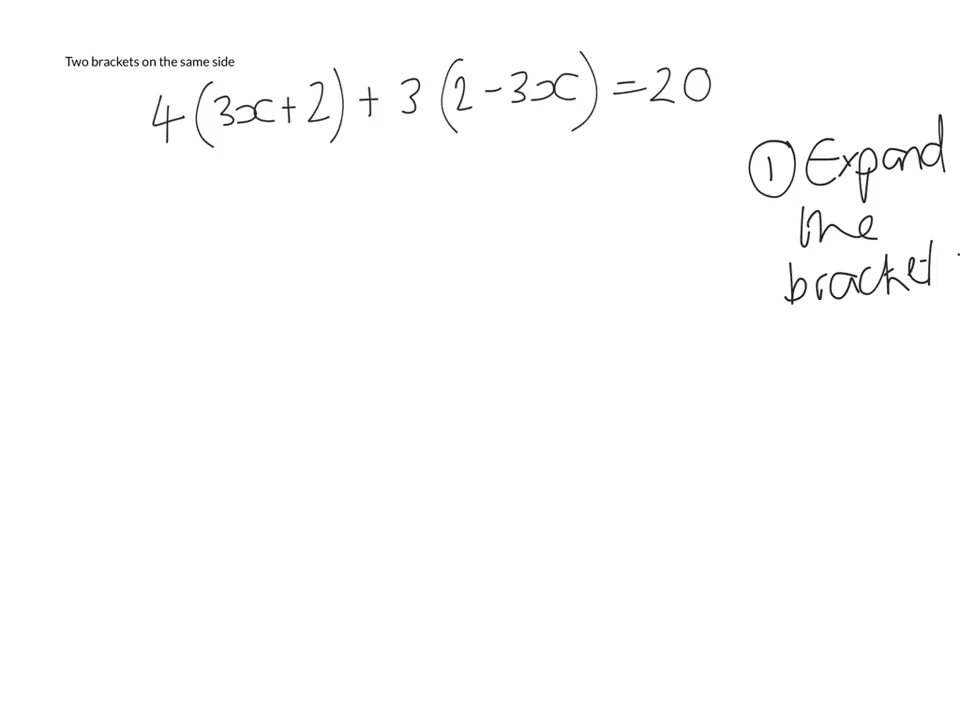 Two brackets on the same side
4(3x+2)+3(2-3x)=20
① Expand
the
bracket